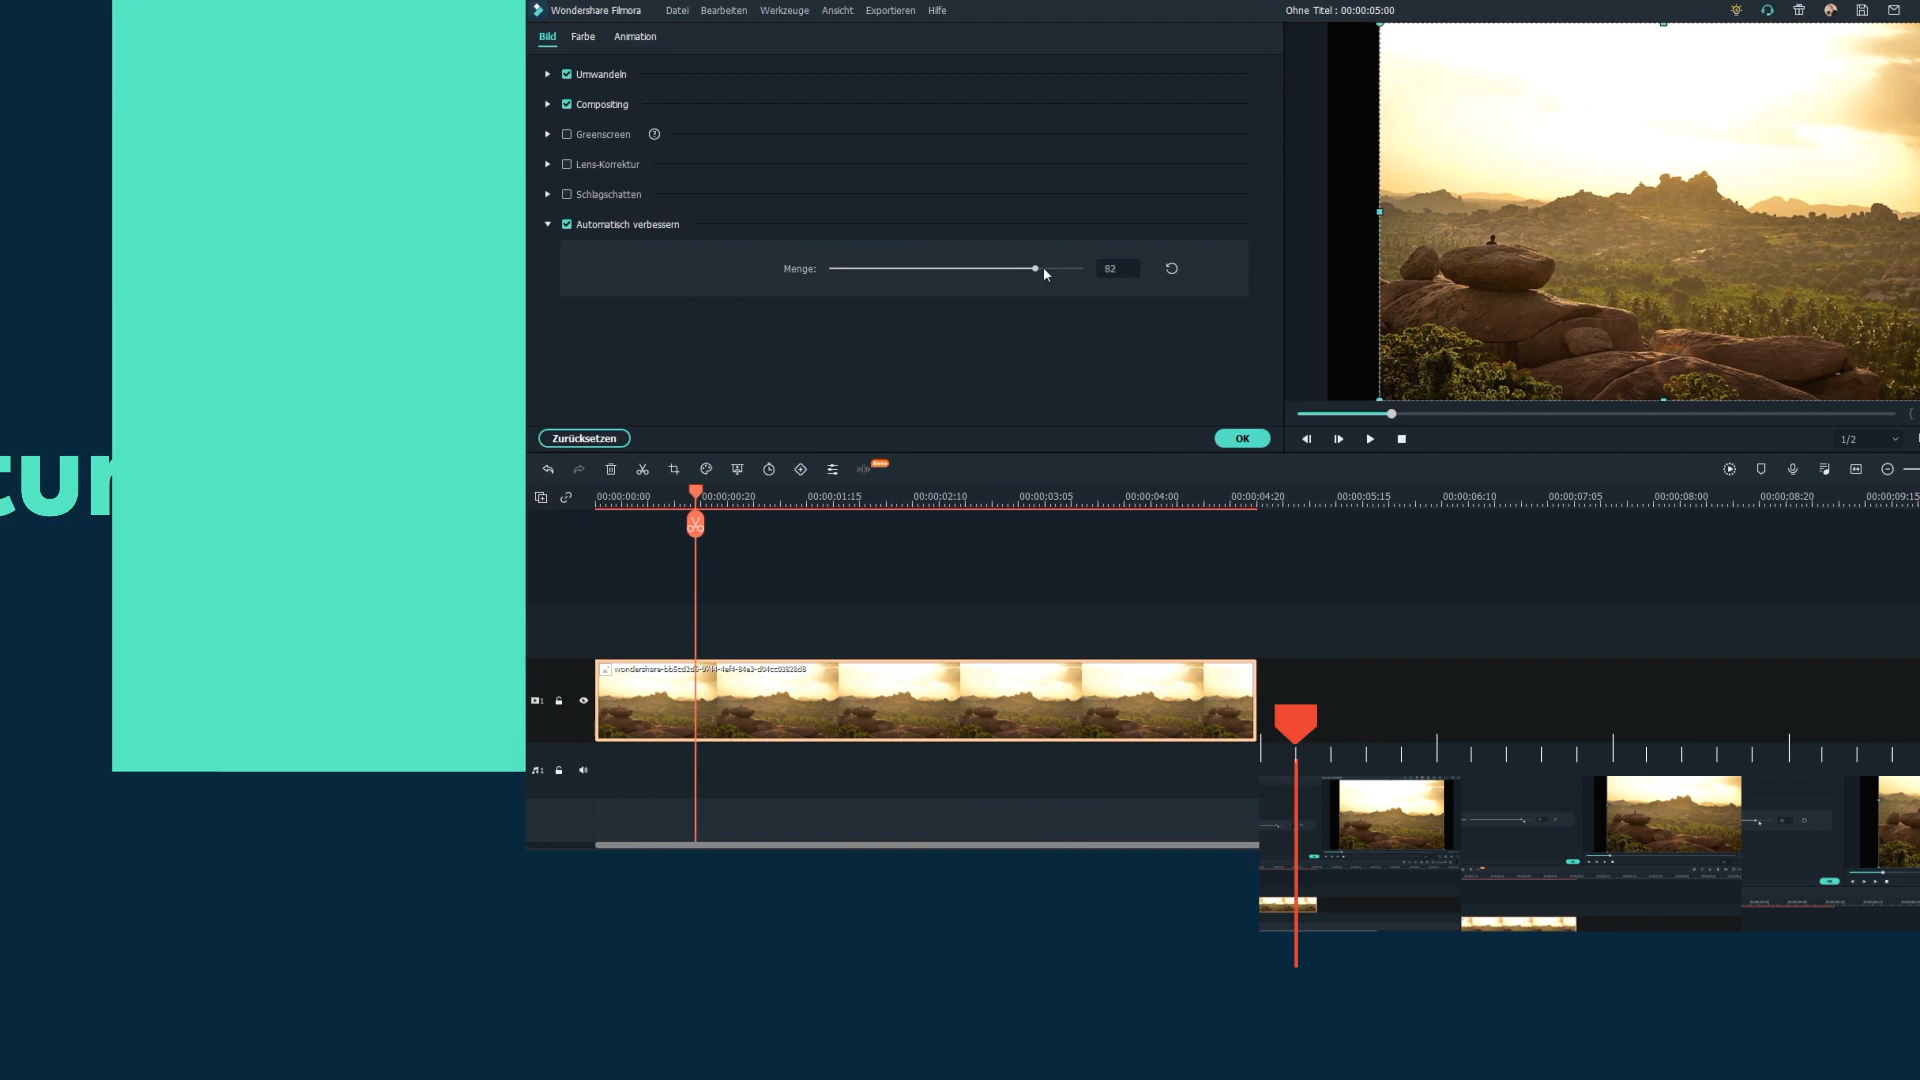 Wondershare Filmora Datei Bearbeiten Werkzeuge Ansicht Exportieren Hilfe Ohne Titel : 00:00:05:00
Bild Farbe Animation
Umwandeln
Compositing
Greenscreen ?
Lens-Korrektur
Schlagschatten
Automatisch verbessern
Menge: 82
Zurücksetzen OK
1/2
Beta
00:00:00:00 00:00:00:20 00:00:01:15 00:00:02:10 00:00:03:05 00:00:04:00 00:00:04:20 00:00:05:15 00:00:06:10 00:00:07:05 00:00:08:00 00:00:08:20 00:00:09:15
tur
1
1